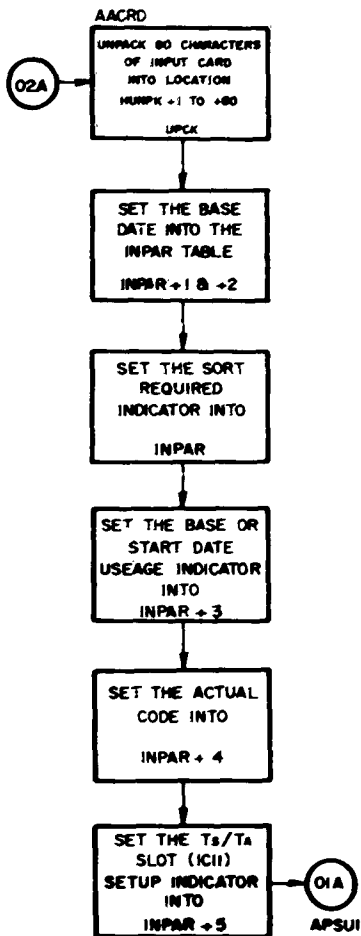 AACRD
02A
UNPACK 80 CHARACTERS
OF INPUT CARD
INTO LOCATION
HUNPK +1 TO +80
UPCK
SET THE BASE
DATE INTO THE
INPAR TABLE
INPAR +1 & +2
SET THE SORT
REQUIRED
INDICATOR INTO
INPAR
SET THE BASE OR
START DATE
USEAGE INDICATOR
INTO
INPAR + 3
SET THE ACTUAL
CODE INTO
INPAR + 4
SET THE Ts/TA
SLOT (ICII)
SETUP INDICATOR
INTO
INPAR +5
01A
APSUI